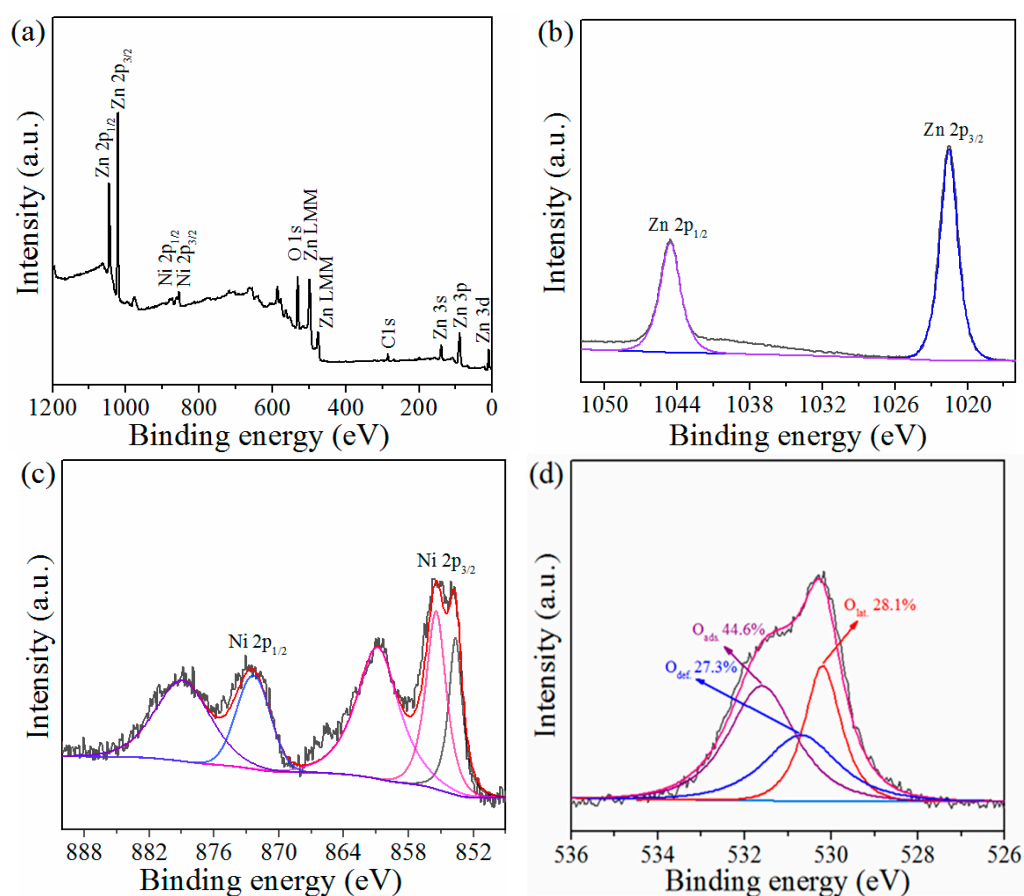 (a)
Zn 2p1/2
Zn 2p3/2
Ni 2p1/2
Ni 2p3/2
O 1s
Zn LMM
Zn LMM
C1s
Zn 3s
Zn 3p
Zn 3d
Intensity (a.u.)
1200 1000 800 600 400 200 0
Binding energy (eV)
(b)
Zn 2p1/2
Zn 2p3/2
Intensity (a.u.)
1050 1044 1038 1032 1026 1020
Binding energy (eV)
(c)
Ni 2p1/2
Ni 2p3/2
Intensity (a.u.)
888 882 876 870 864 854 852
Binding energy (eV)
(d)
Olat. 28.1%
Oads. 44.6%
Odef. 27.3%
Intensity (a.u.)
536 534 531 530 528 526
Binding energy (eV)